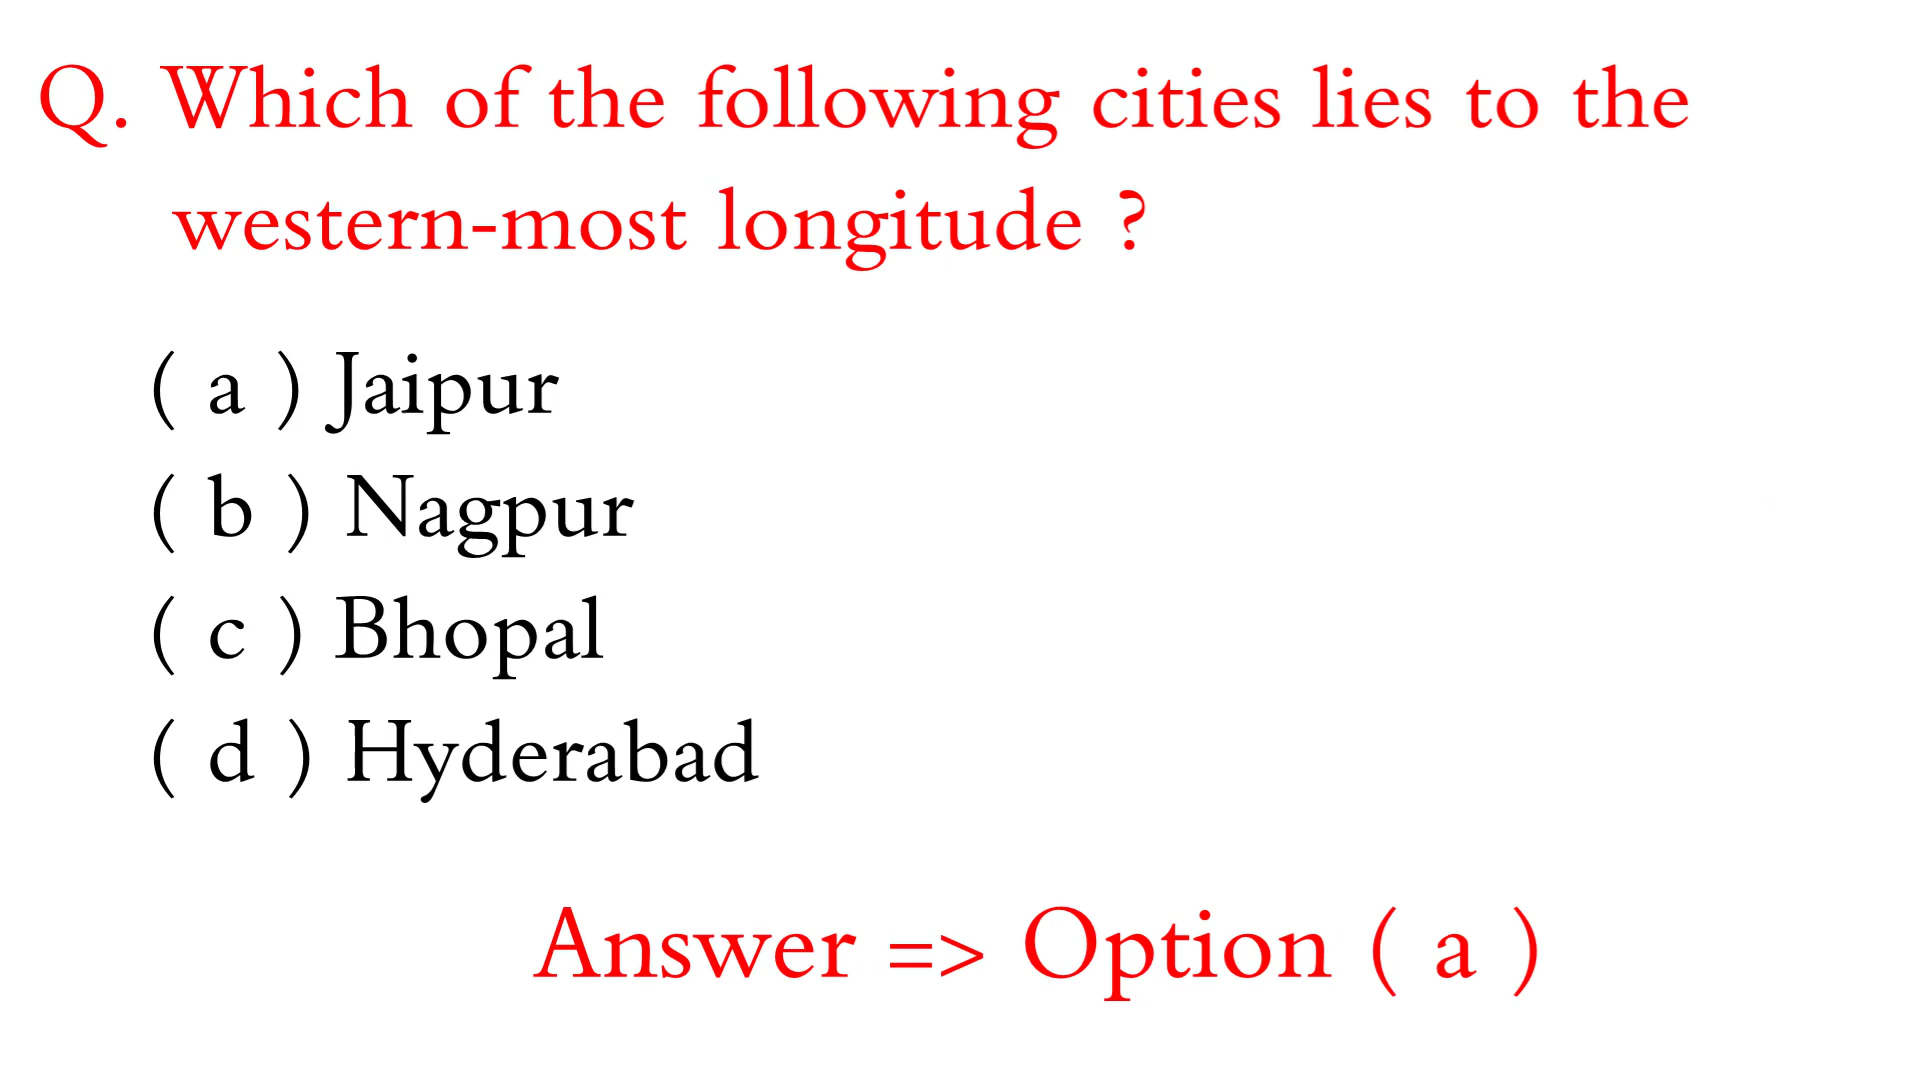 Q. Which of the following cities lies to the
western-most longitude ?
( a ) Jaipur
( b ) Nagpur
( c ) Bhopal
( d ) Hyderabad
Answer => Option ( a )